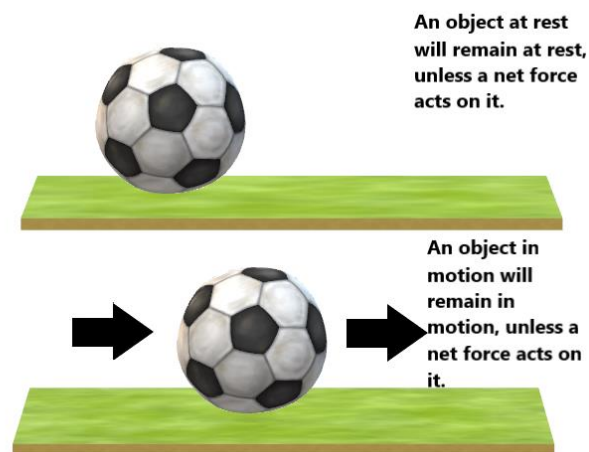 An object at rest
will remain at rest,
unless a net force
acts on it.
An object in
motion will
remain in
motion, unless a
net force acts on
it.